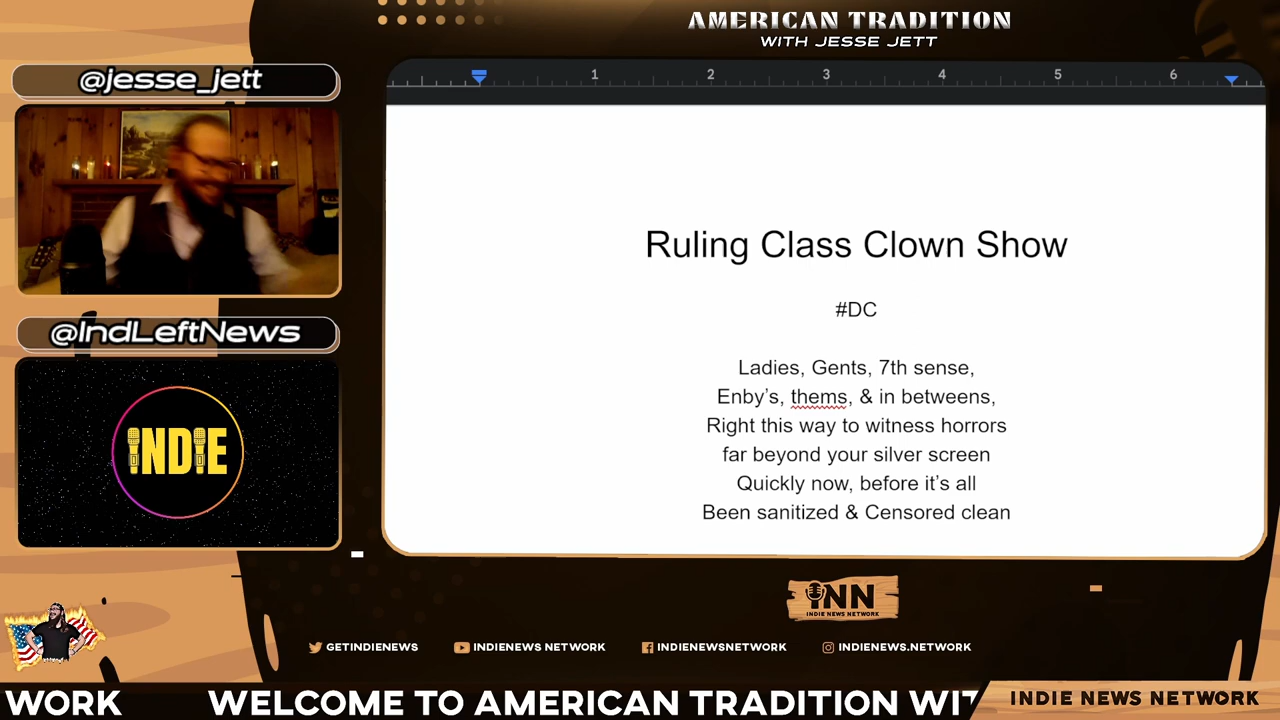 AMERICAN TRADITION
WITH JESSE JETT
@jesse_jett
1 2 3 4 5 6
Ruling Class Clown Show
#DC
Ladies, Gents, 7th sense,
Enby's, thems, & in betweens,
Right this way to witness horrors
far beyond your silver screen
Quickly now, before it's all
Been sanitized & Censored clean
@IndLeftNews
INDIE
INN
INDIE NEWS NETWORK
GETINDIENEWS
INDIENEWS NETWORK
INDIENEWSNETWORK
INDIENEWS.NETWORK
WORK WELCOME TO AMERICAN TRADITION WIT
INDIE NEWS NETWORK